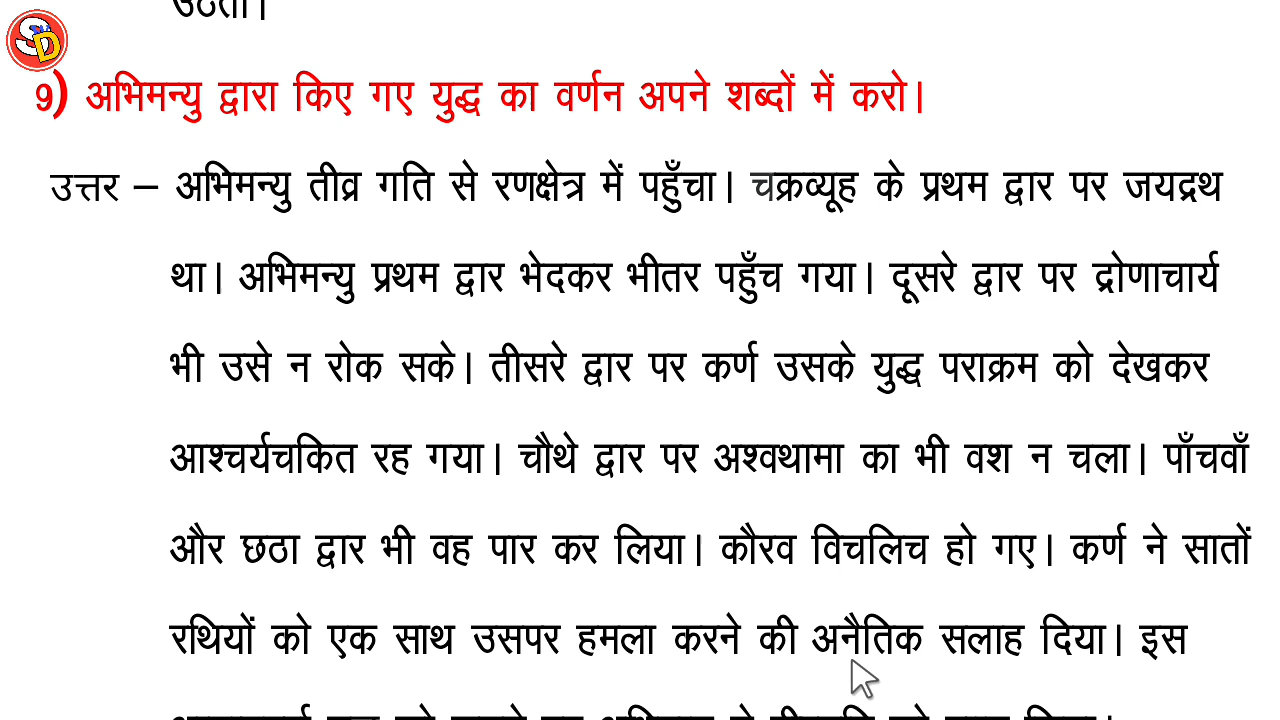 उठता।
SD
9) अभिमन्यु द्वारा किए गए युद्ध का वर्णन अपने शब्दों में करो।
उत्तर – अभिमन्यु तीव्र गति से रणक्षेत्र में पहुँचा। चक्रव्यूह के प्रथम द्वार पर जयद्रथ
था। अभिमन्यु प्रथम द्वार भेदकर भीतर पहुँच गया। दूसरे द्वार पर द्रोणाचार्य
भी उसे न रोक सके। तीसरे द्वार पर कर्ण उसके युद्ध पराक्रम को देखकर
आश्चर्यचकित रह गया। चौथे द्वार पर अश्वथामा का भी वश न चला। पाँचवाँ
और छठा द्वार भी वह पार कर लिया। कौरव विचलिच हो गए। कर्ण ने सातों
रथियों को एक साथ उसपर हमला करने की अनैतिक सलाह दिया। इस